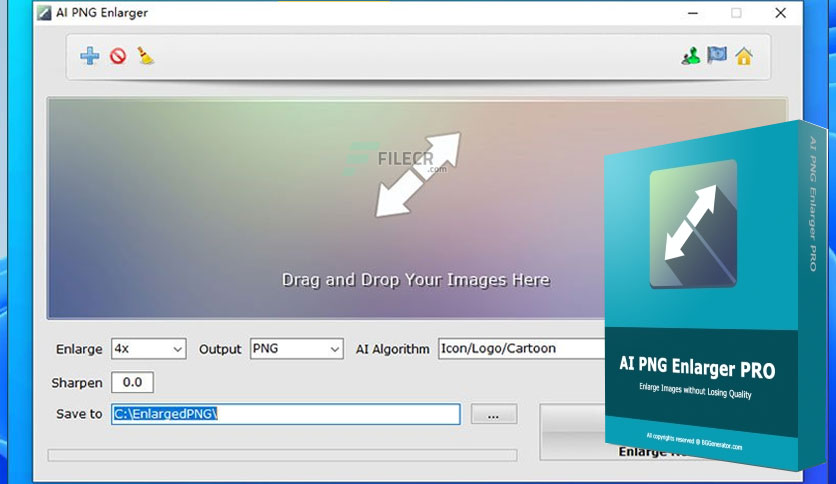 AI PNG Enlarger
FILECR
.com
Drag and Drop Your Images Here
Enlarge 4x Output PNG AI Algorithm Icon/Logo/Cartoon
Sharpen 0.0
Save to C:\EnlargedPNG\ ...
Enlarge
AI PNG Enlarger PRO
AI PNG Enlarger PRO
Enlarge Images without Losing Quality
All copyrights reserved @ BGGenerator.com